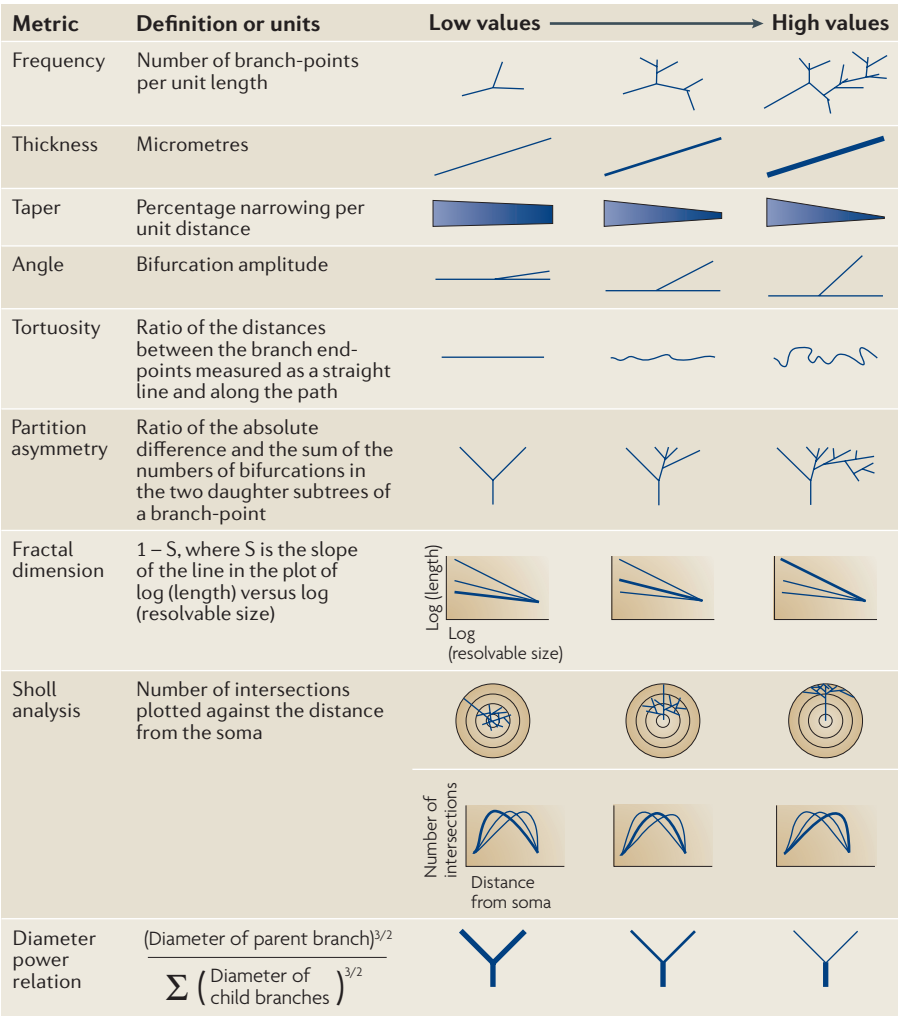 Metric Definition or units Low values High values
Frequency Number of branch-points
per unit length
Thickness Micrometres
Taper Percentage narrowing per
unit distance
Angle Bifurcation amplitude
Tortuosity Ratio of the distances
between the branch end-
points measured as a straight
line and along the path
Partition Ratio of the absolute
asymmetry difference and the sum of the
numbers of bifurcations in
the two daughter subtrees of
a branch-point
Fractal 1 – S, where S is the slope
dimension of the line in the plot of
log (length) versus log
(resolvable size)
Log (length)
Log
(resolvable size)
Sholl Number of intersections
analysis plotted against the distance
from the soma
Number of
intersections
Distance
from soma
Diameter (Diameter of parent branch)3/2
power
relation Σ ( Diameter of
child branches )3/2